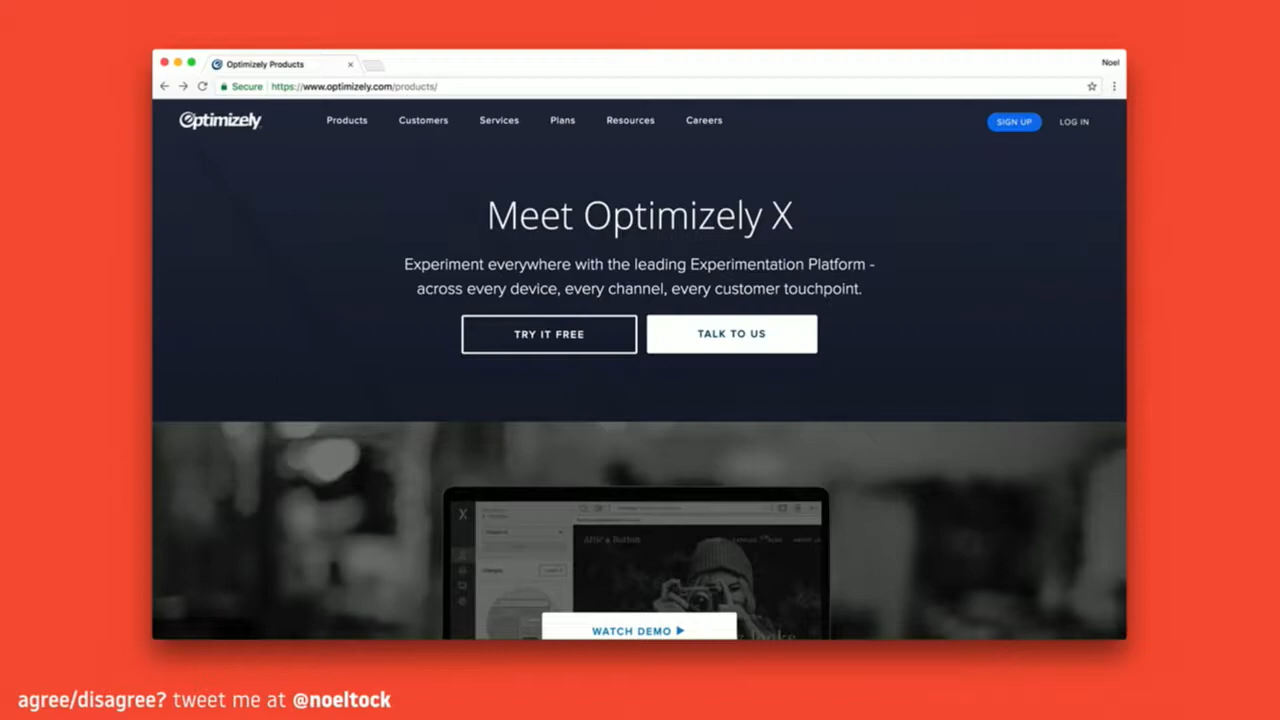 Optimizely Products
Noel
Secure https://www.optimizely.com/products/
Optimizely
Products Customers Services Plans Resources Careers
SIGN UP LOG IN
Meet Optimizely X
Experiment everywhere with the leading Experimentation Platform -
across every device, every channel, every customer touchpoint.
TRY IT FREE TALK TO US
X
Attic & Button
WATCH DEMO
agree/disagree? tweet me at @noeltock